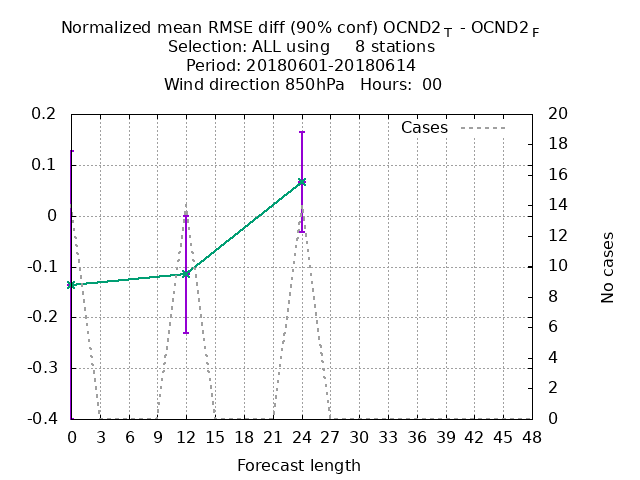 Normalized mean RMSE diff (90% conf) OCND2 T - OCND2 F
Selection: ALL using 8 stations
Period: 20180601-20180614
Wind direction 850hPa Hours: 00
Cases
0.2
0.1
0
-0.1
-0.2
-0.3
-0.4
20
18
16
14
12
10
8
6
4
2
0
No cases
0 3 6 9 12 15 18 21 24 27 30 33 36 39 42 45 48
Forecast length